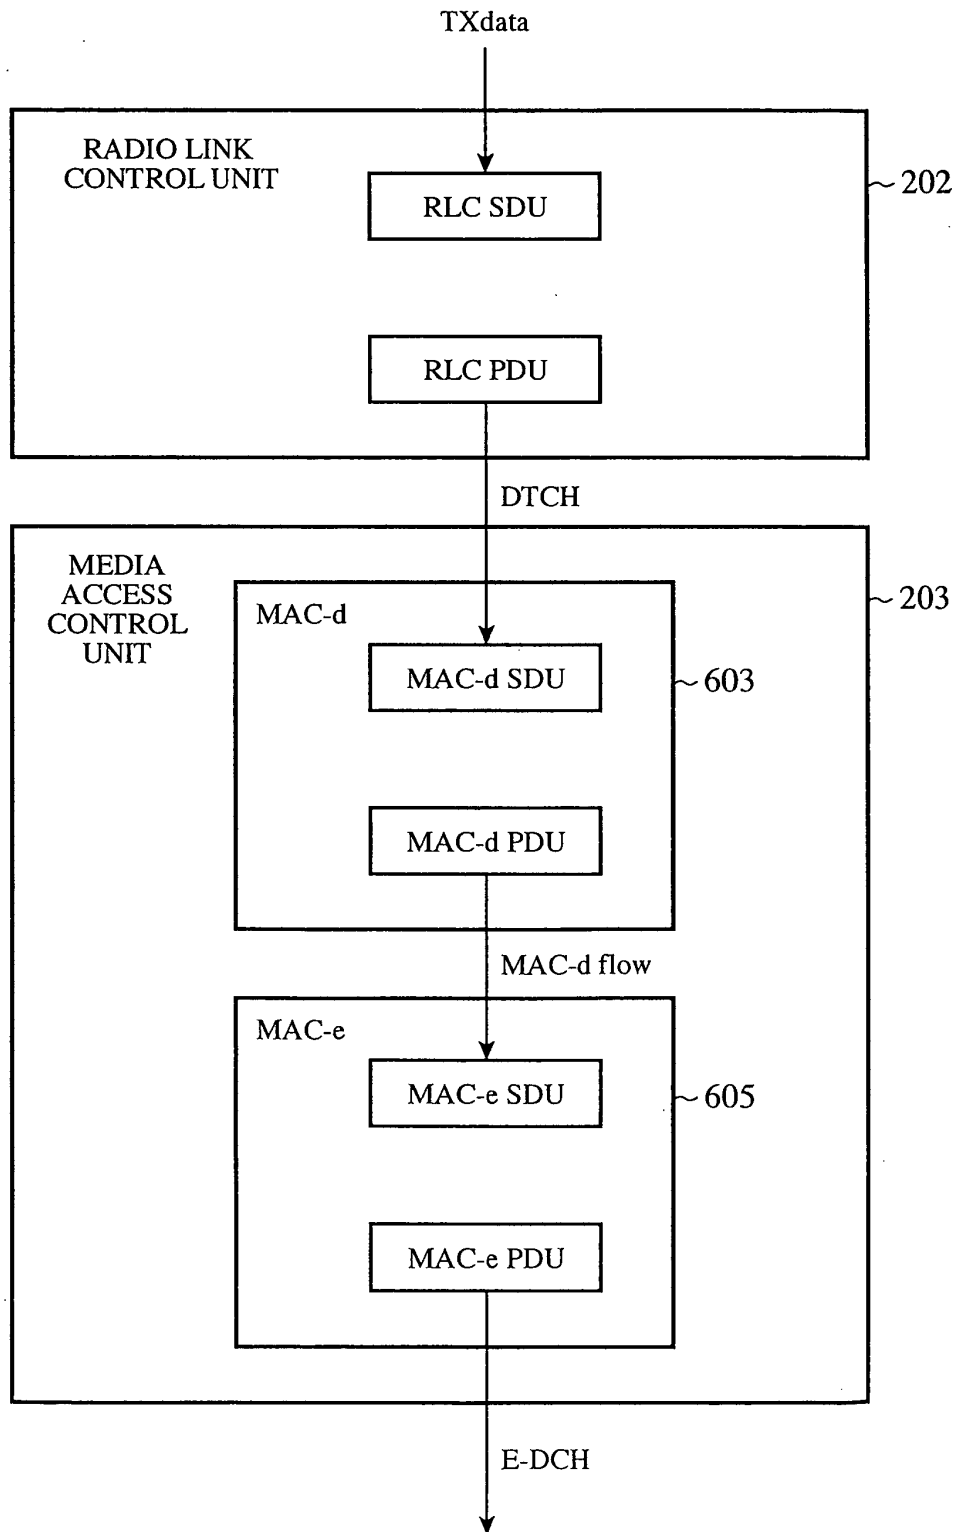 TXdata
RADIO LINK
CONTROL UNIT
202
RLC SDU
RLC PDU
DTCH
MEDIA
ACCESS
CONTROL
UNIT
203
MAC-d
MAC-d SDU
603
MAC-d PDU
MAC-d flow
MAC-e
MAC-e SDU
605
MAC-e PDU
E-DCH